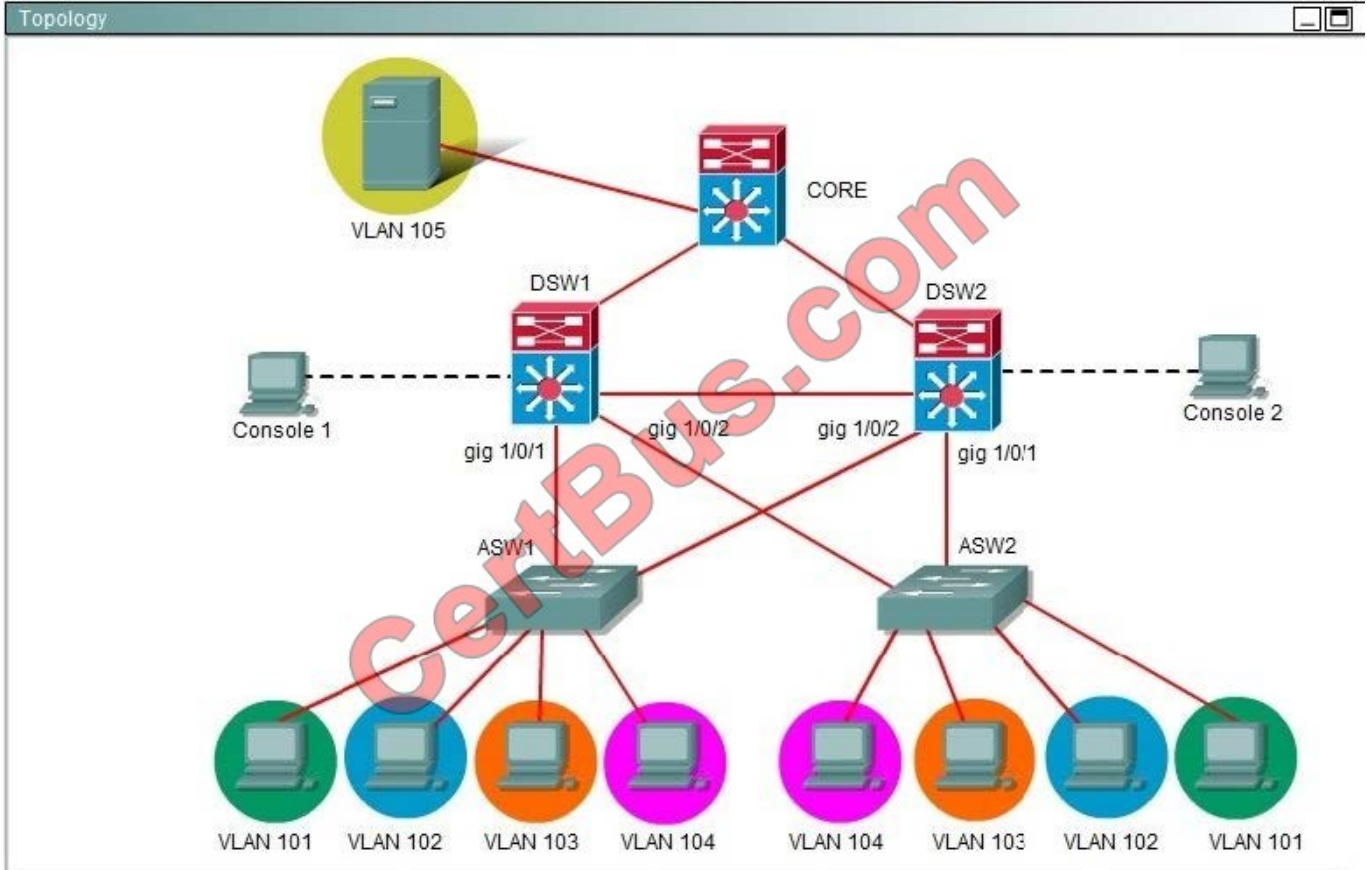 Topology
VLAN 105
CORE
DSW1
DSW2
Console 1
Console 2
gig 1/0/1
gig 1/0/2
gig 1/0/2
gig 1/0/1
ASW1
ASW2
CertBus.com
VLAN 101
VLAN 102
VLAN 103
VLAN 104
VLAN 104
VLAN 103
VLAN 102
VLAN 101